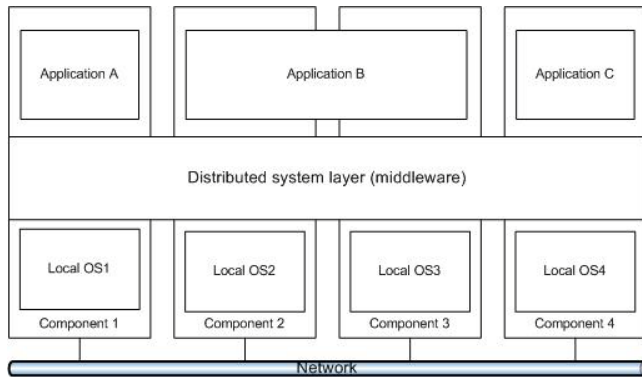 Application A
Application B
Application C
Distributed system layer (middleware)
Local OS1
Local OS2
Local OS3
Local OS4
Component 1
Component 2
Component 3
Component 4
Network